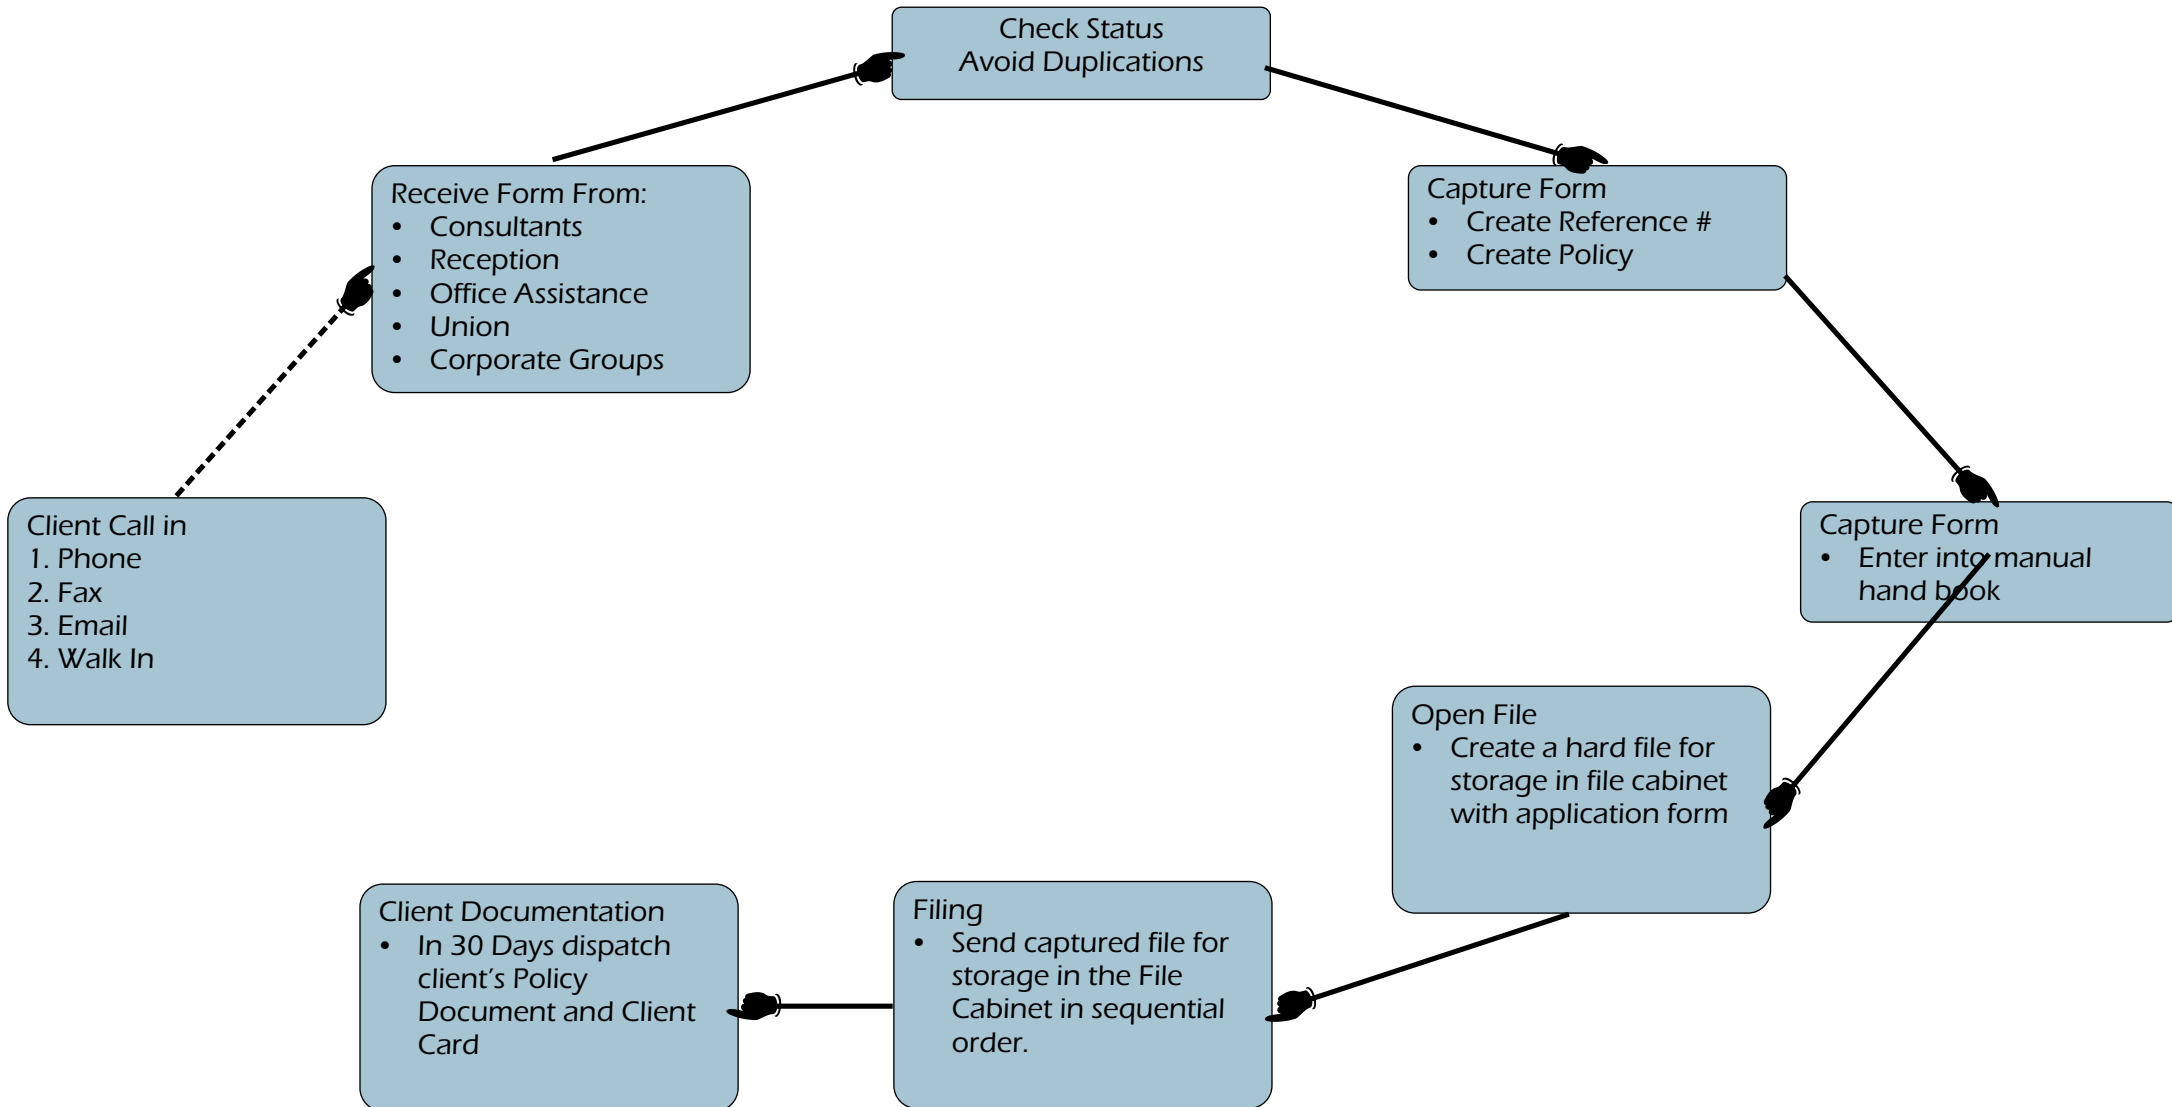 Check Status
Avoid Duplications
Receive Form From:
• Consultants
• Reception
• Office Assistance
• Union
• Corporate Groups
Capture Form
• Create Reference #
• Create Policy
Client Call in
1. Phone
2. Fax
3. Email
4. Walk In
Capture Form
• Enter into manual
hand book
Open File
• Create a hard file for
storage in file cabinet
with application form
Client Documentation
• In 30 Days dispatch
client’s Policy
Document and Client
Card
Filing
• Send captured file for
storage in the File
Cabinet in sequential
order.